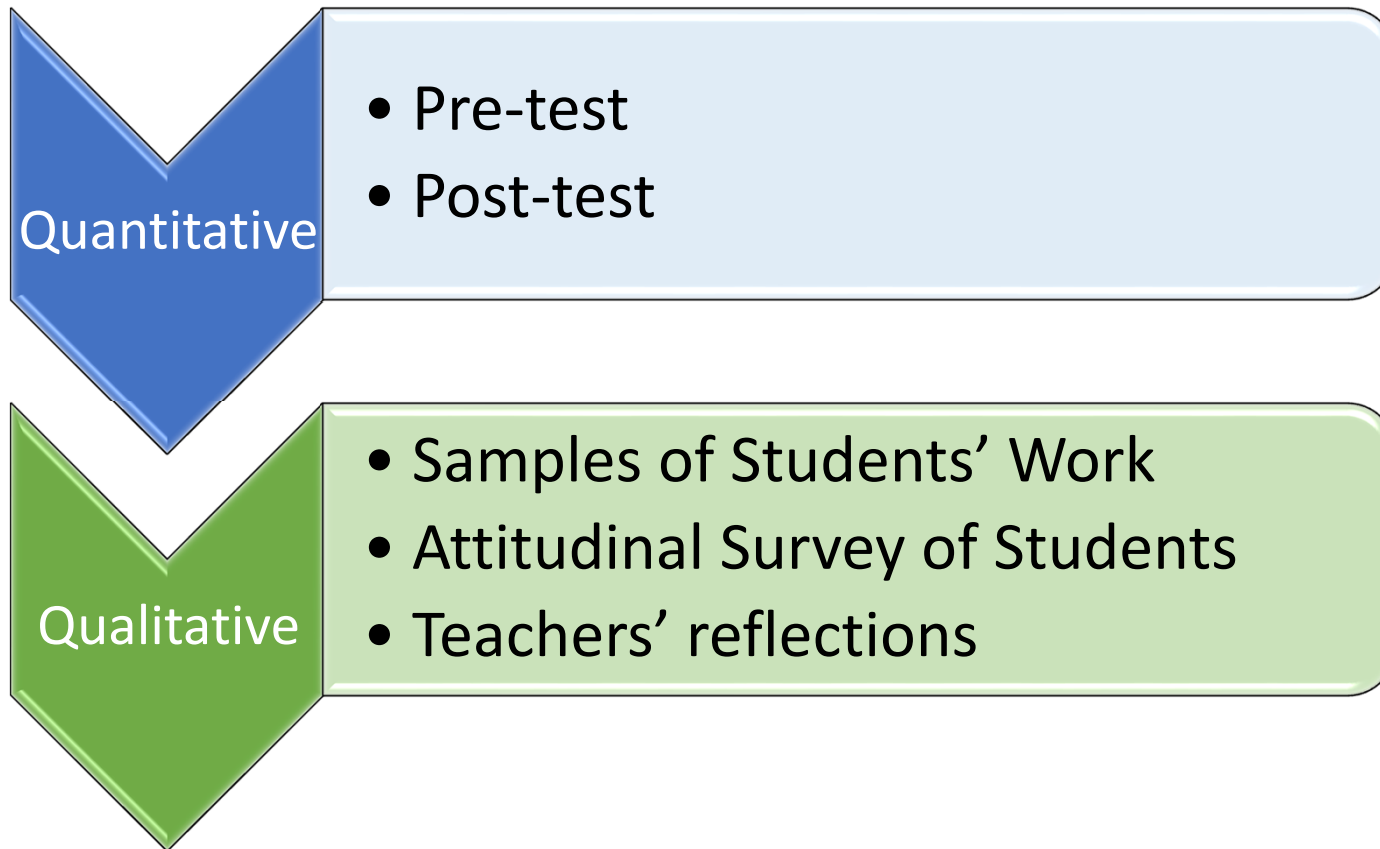 Quantitative
• Pre-test
• Post-test
Qualitative
• Samples of Students’ Work
• Attitudinal Survey of Students
• Teachers’ reflections